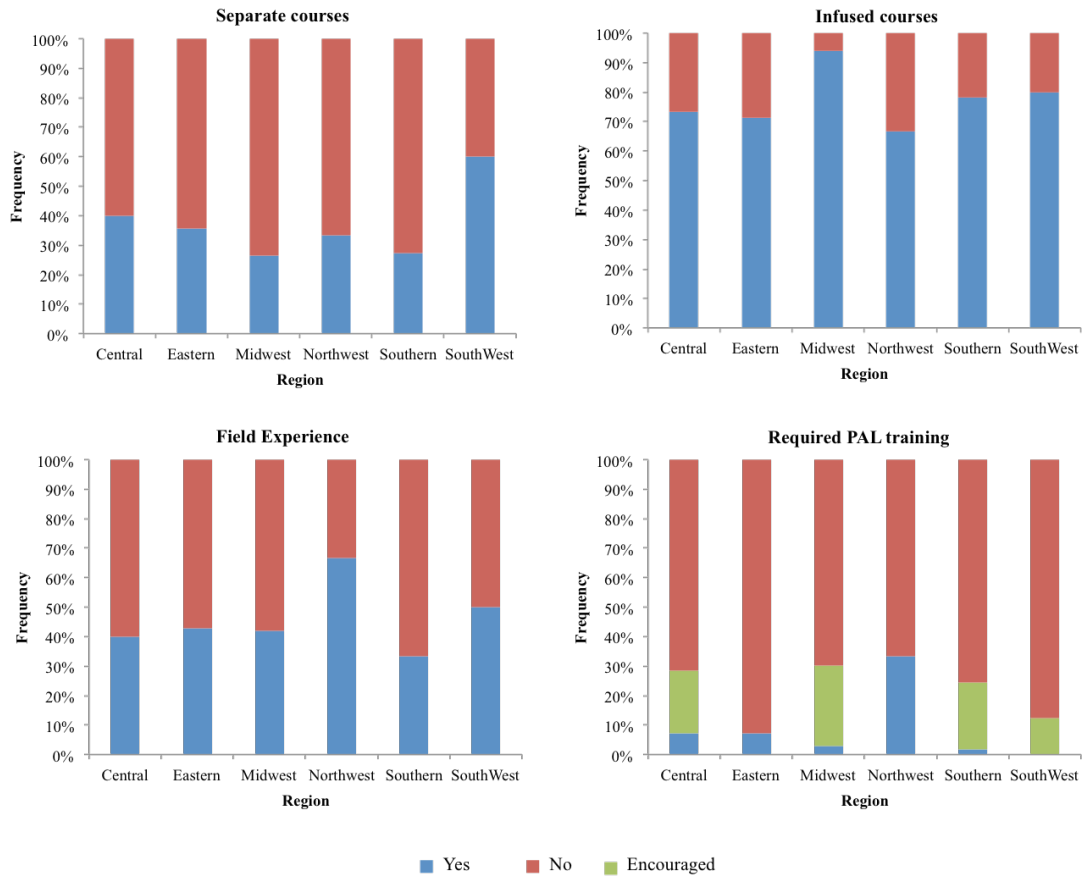 Separate courses
100%
90%
80%
70%
60%
50%
40%
30%
20%
10%
0%
Frequency
Central Eastern Midwest Northwest Southern SouthWest
Region
Infused courses
100%
90%
80%
70%
60%
50%
40%
30%
20%
10%
0%
Frequency
Central Eastern Midwest Northwest Southern SouthWest
Region
Field Experience
100%
90%
80%
70%
60%
50%
40%
30%
20%
10%
0%
Frequency
Central Eastern Midwest Northwest Southern SouthWest
Region
Required PAL training
100%
90%
80%
70%
60%
50%
40%
30%
20%
10%
0%
Frequency
Central Eastern Midwest Northwest Southern SouthWest
Region
Yes No Encouraged